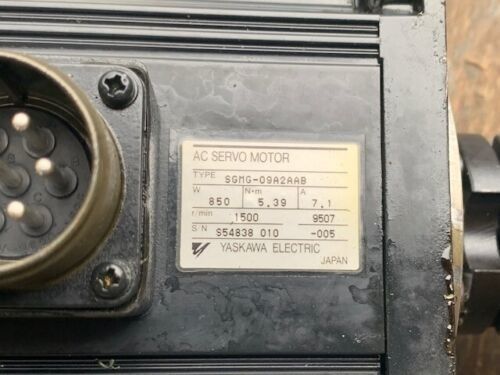 AC SERVO MOTOR
TYPE SGMG-09A2AAB
W 850 N·m 5.39 A 7.1
r/min 1500 9507
S/N S54838 010 -005
YASKAWA ELECTRIC
JAPAN